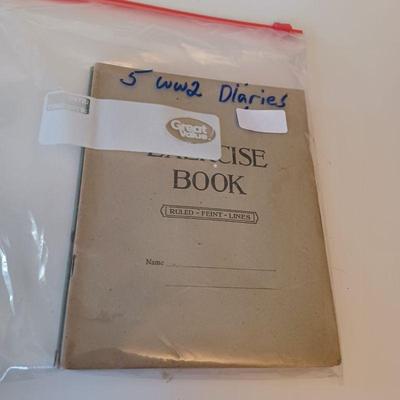 5 WW2 Diaries
Great
Value
EXERCISE
BOOK
RULED - FEINT - LINES
Name